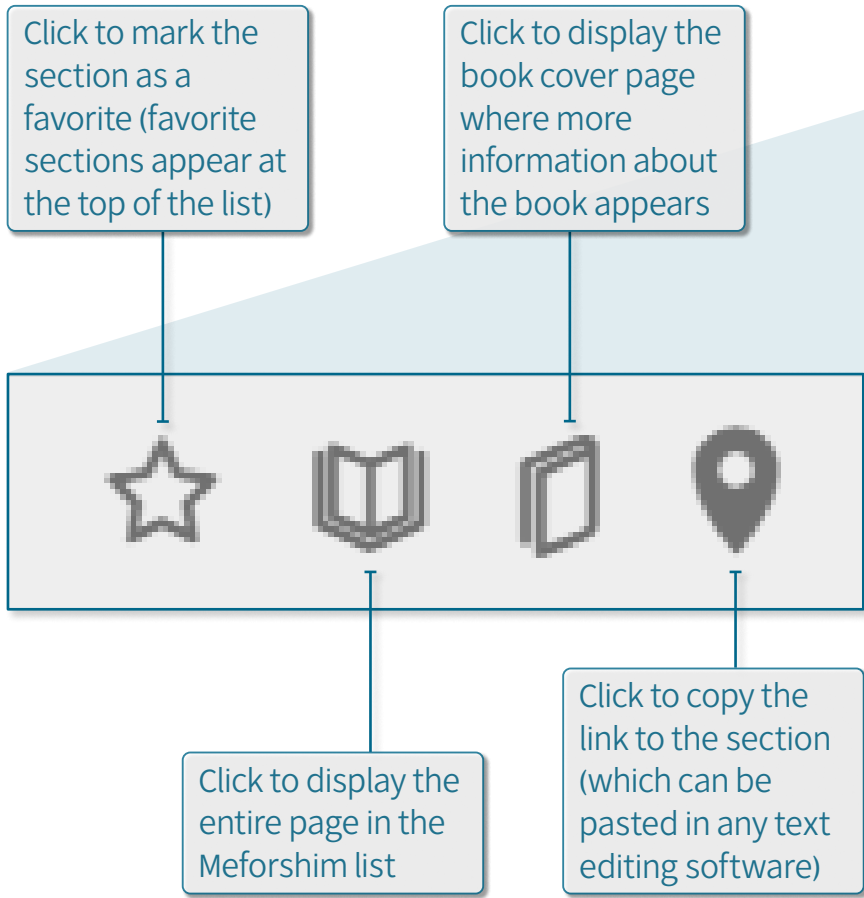 Click to mark the
section as a
favorite (favorite
sections appear at
the top of the list)
Click to display the
book cover page
where more
information about
the book appears
Click to display the
entire page in the
Meforshim list
Click to copy the
link to the section
(which can be
pasted in any text
editing software)